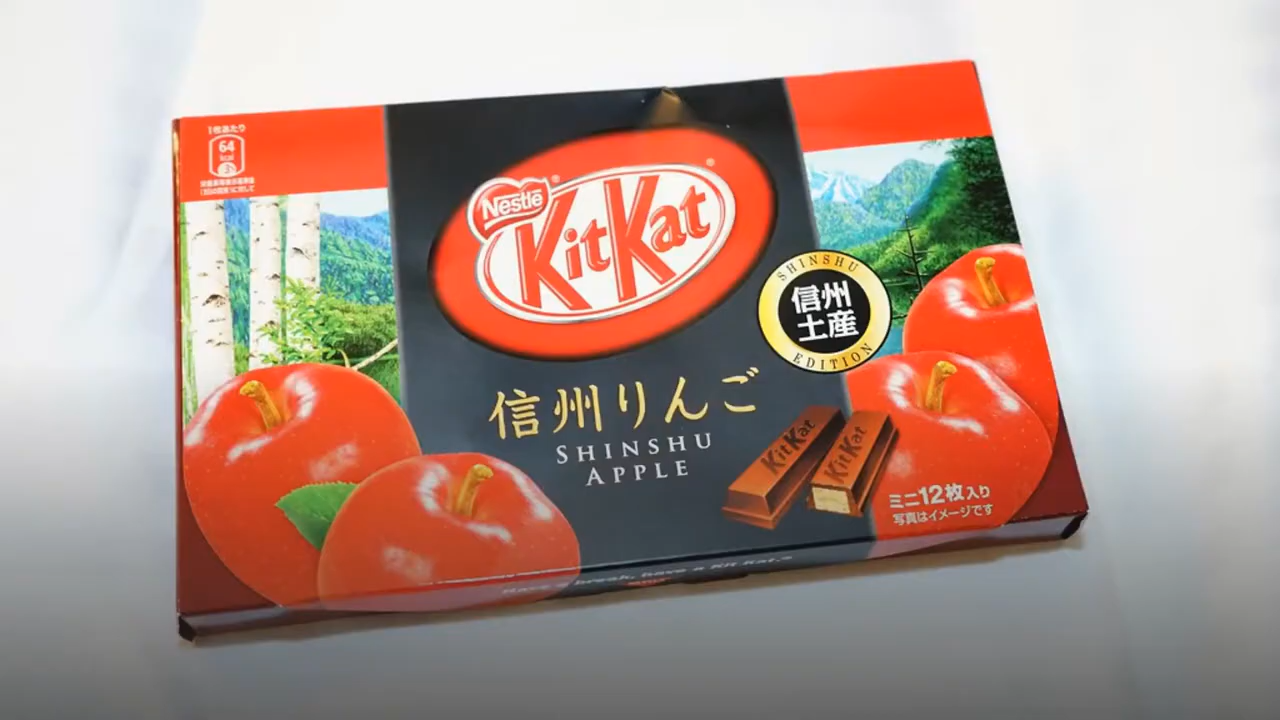 1枚あたり
64
kcal
Nestlé
KitKat
SHINSHU
信州
土産
EDITION
信州りんご
SHINSHU
APPLE
KitKat
KitKat
ミニ12枚入り
写真はイメージです
Have a break, have a Kit Kat.